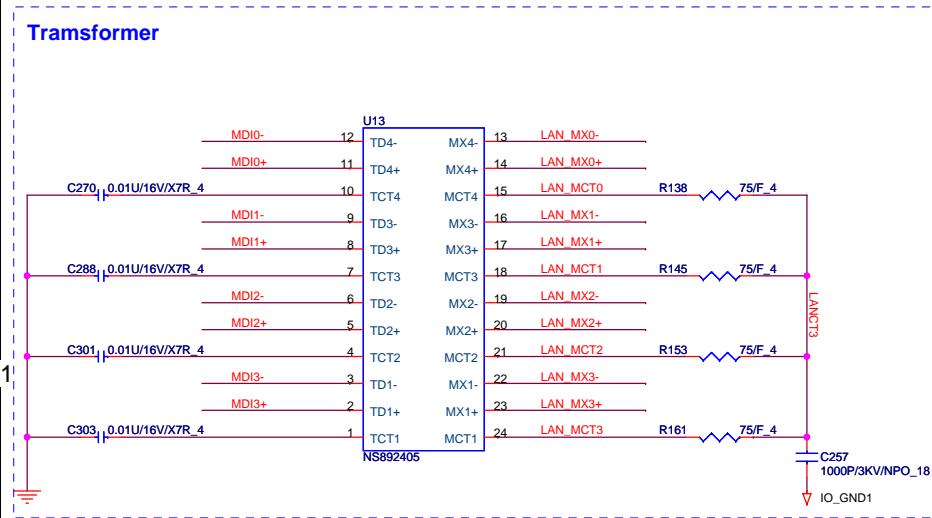 Tramsformer
U13
MDI0- 12 TD4- MX4- 13 LAN_MX0-
MDI0+ 11 TD4+ MX4+ 14 LAN_MX0+
C270 0.01U/16V/X7R_4 10 TCT4 MCT4 15 LAN_MCT0 R138 75/F_4
MDI1- 9 TD3- MX3- 16 LAN_MX1-
MDI1+ 8 TD3+ MX3+ 17 LAN_MX1+
C288 0.01U/16V/X7R_4 7 TCT3 MCT3 18 LAN_MCT1 R145 75/F_4
MDI2- 6 TD2- MX2- 19 LAN_MX2-
LANCT3
MDI2+ 5 TD2+ MX2+ 20 LAN_MX2+
C301 0.01U/16V/X7R_4 4 TCT2 MCT2 21 LAN_MCT2 R153 75/F_4
1
MDI3- 3 TD1- MX1- 22 LAN_MX3-
MDI3+ 2 TD1+ MX1+ 23 LAN_MX3+
C303 0.01U/16V/X7R_4 1 TCT1 MCT1 24 LAN_MCT3 R161 75/F_4
NS892405
C257
1000P/3KV/NPO_18
IO_GND1